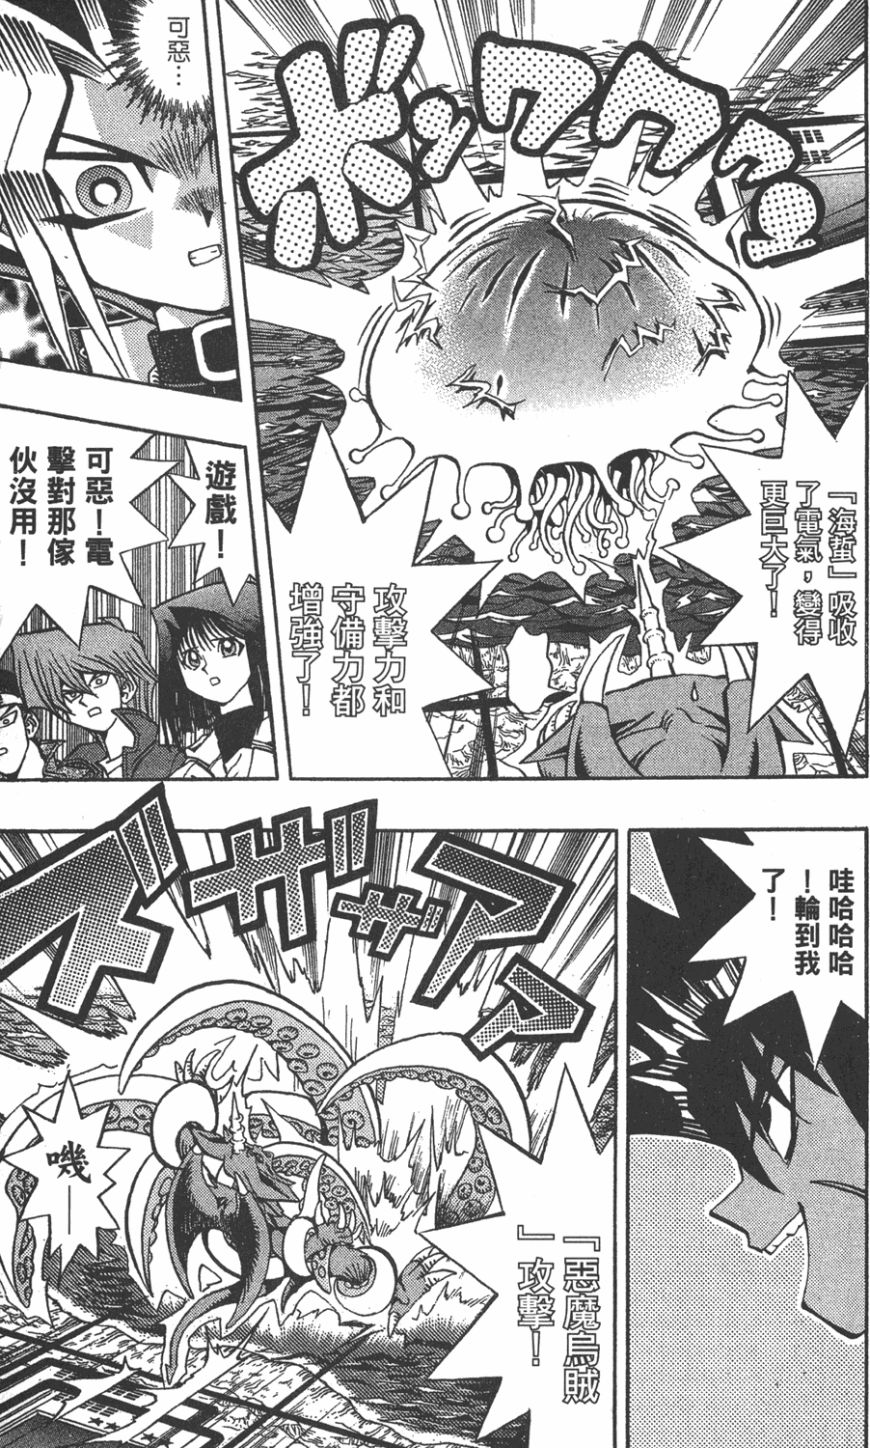 ボワワワワッ
「海蜇」吸收
了電氣，變得
更巨大了！
攻擊力和
守備力都
增強了！
可惡…
遊戲！
可惡！電
擊對那傢
伙沒用！
哇哈哈哈
！輪到我
了！
ズザザァア
「惡魔烏賊
」攻擊！
嘰－